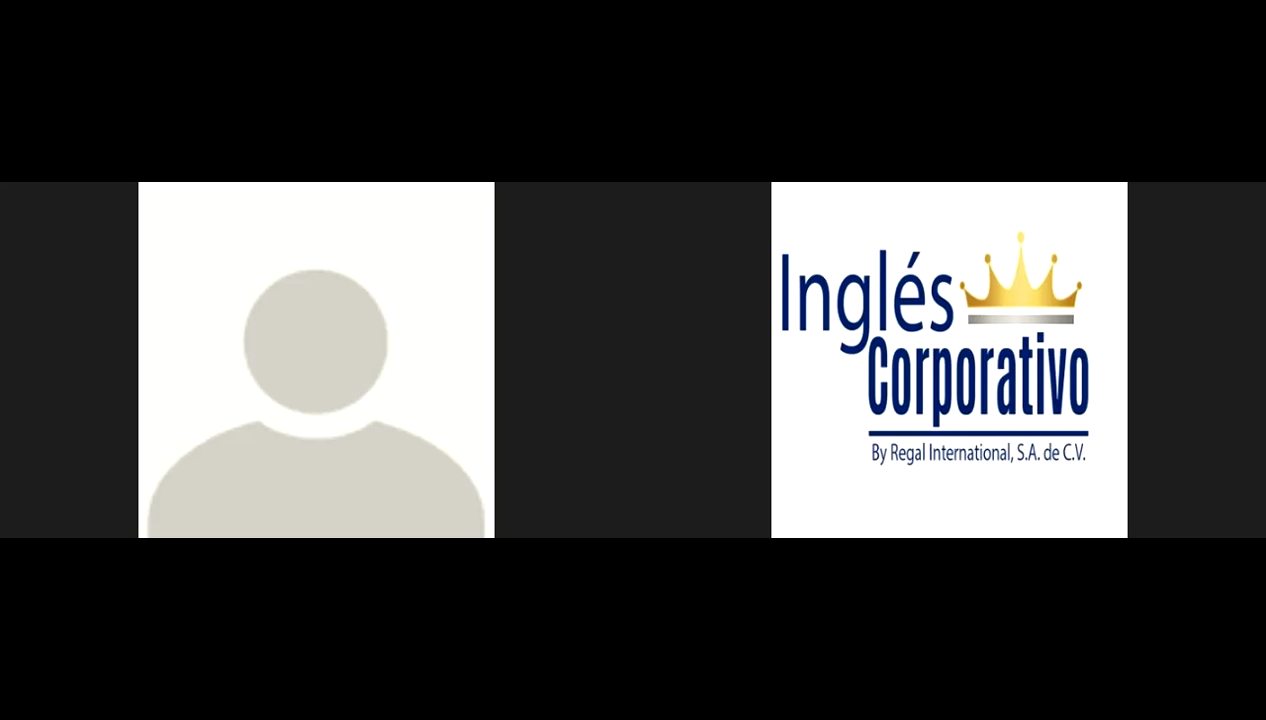 Inglés
Corporativo
By Regal International, S.A. de C.V.